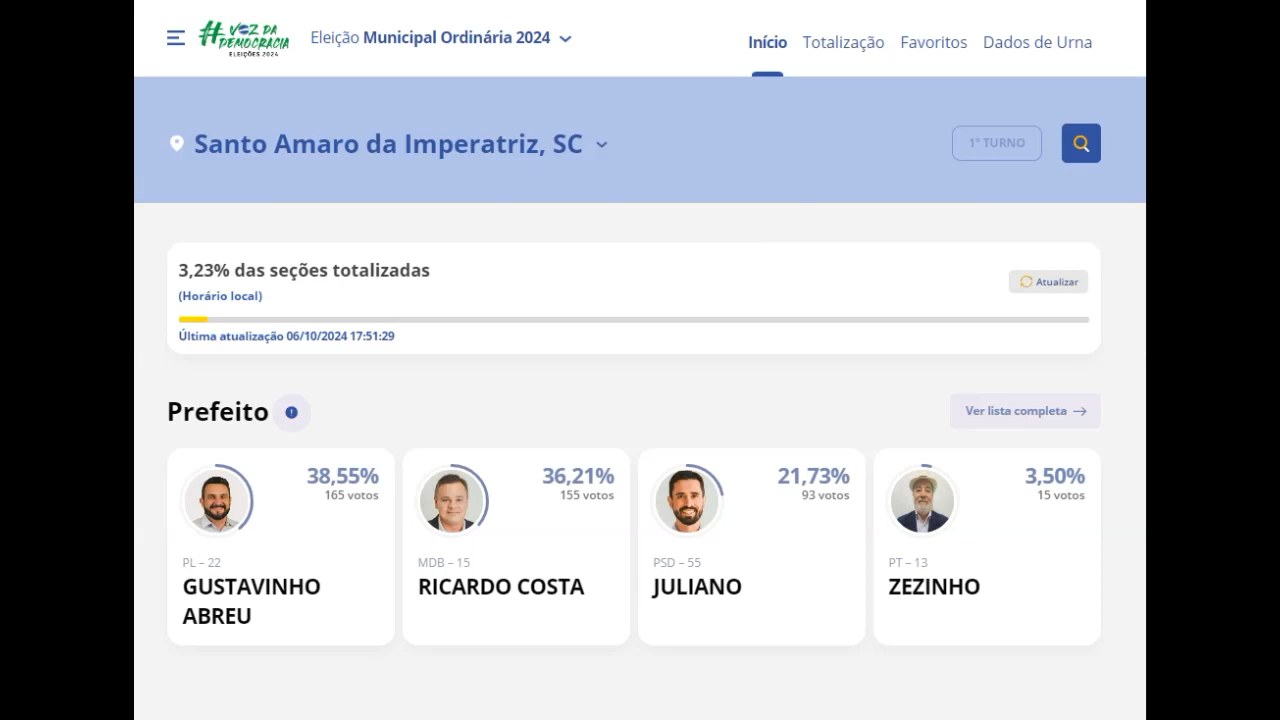 # VOZ DA
DEMOCRACIA
ELEIÇÕES 2024
Eleição Municipal Ordinária 2024
Início Totalização Favoritos Dados de Urna
Santo Amaro da Imperatriz, SC
1º TURNO
3,23% das seções totalizadas
(Horário local)
Atualizar
Última atualização 06/10/2024 17:51:29
Prefeito
Ver lista completa →
38,55%
165 votos
PL – 22
GUSTAVINHO
ABREU
36,21%
155 votos
MDB – 15
RICARDO COSTA
21,73%
93 votos
PSD – 55
JULIANO
3,50%
15 votos
PT – 13
ZEZINHO